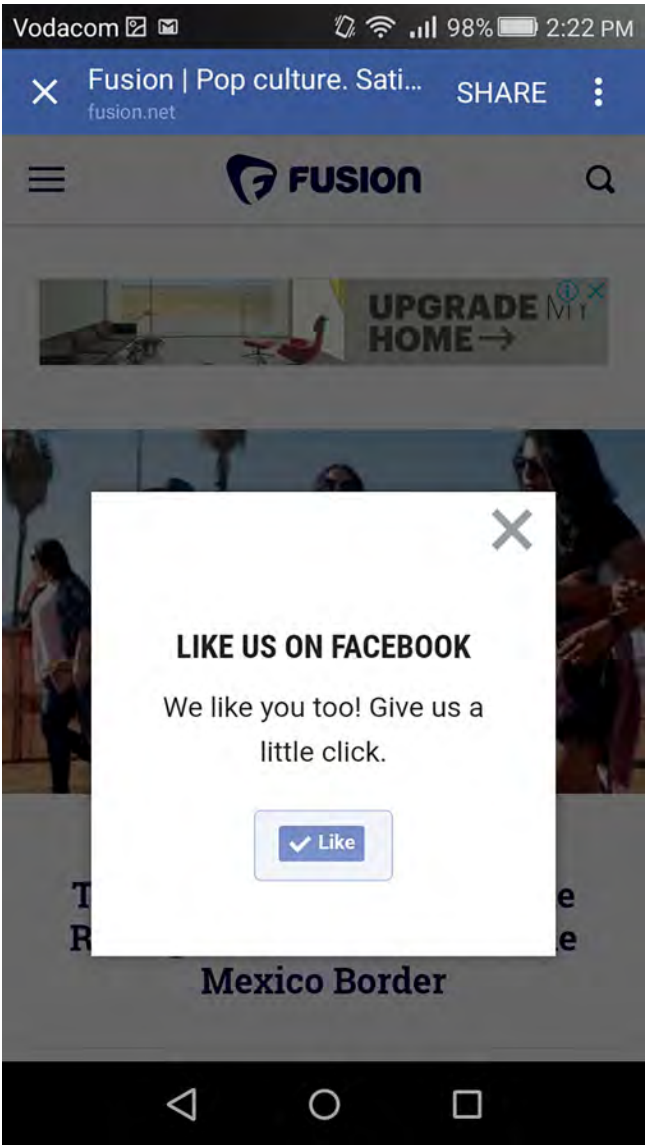 Vodacom 98% 2:22 PM
Fusion | Pop culture. Sati... SHARE
fusion.net
FUSION
UPGRADE MY
HOME→
LIKE US ON FACEBOOK
We like you too! Give us a
little click.
Like
T e
R e
Mexico Border